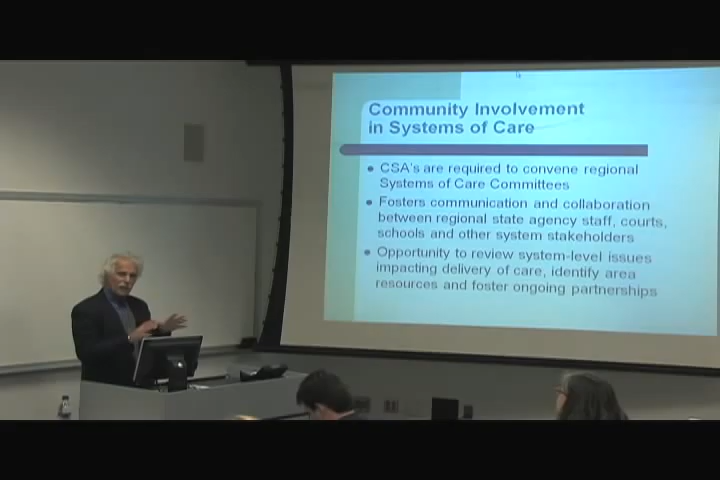 Community Involvement
in Systems of Care
CSA's are required to convene regional
Systems of Care Committees
Fosters communication and collaboration
between regional state agency staff, courts,
schools and other system stakeholders
Opportunity to review system-level issues
impacting delivery of care, identify area
resources and foster ongoing partnerships